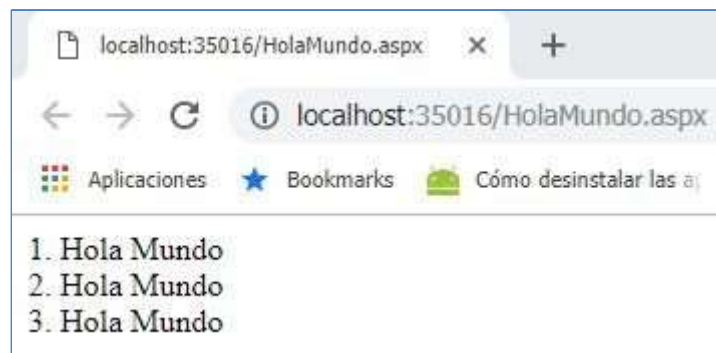 localhost:35016/HolaMundo.aspx
localhost:35016/HolaMundo.aspx
Aplicaciones Bookmarks Cómo desinstalar las
1. Hola Mundo
2. Hola Mundo
3. Hola Mundo